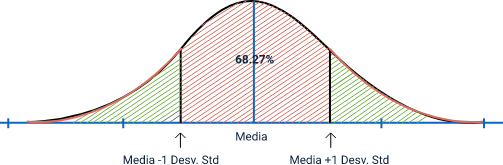 68.27%
Media
Media -1 Desv. Std
Media +1 Desv. Std